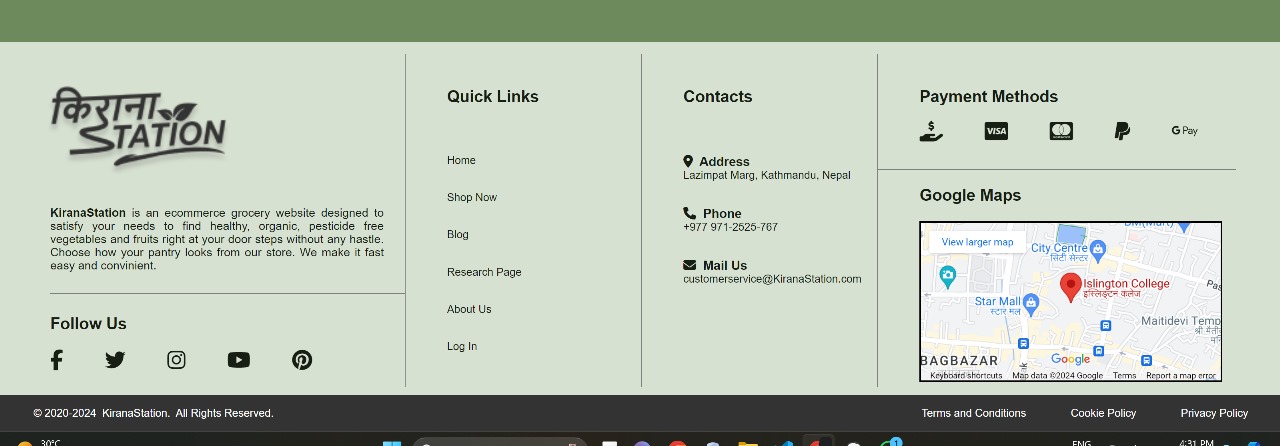 किराना
STATION
KiranaStation is an ecommerce grocery website designed to
satisfy your needs to find healthy, organic, pesticide free
vegetables and fruits right at your door steps without any hastle.
Choose how your pantry looks from our store. We make it fast
easy and convinient.
Follow Us
Quick Links
Home
Shop Now
Blog
Research Page
About Us
Log In
Contacts
Address
Lazimpat Marg, Kathmandu, Nepal
Phone
+977 971-2525-767
Mail Us
customerservice@KiranaStation.com
Payment Methods
VISA
G Pay
Google Maps
View larger map
City Centre
सिटी सेन्टर
Islington College
इस्लिङ्टन कलेज
Star Mall
स्टार मल
Maitidevi Temp
BAGBAZAR
Google
Keyboard shortcuts Map data ©2024 Google Terms Report a map error
© 2020-2024 KiranaStation. All Rights Reserved.
Terms and Conditions Cookie Policy Privacy Policy
30°C
1
ENG
4:31 PM